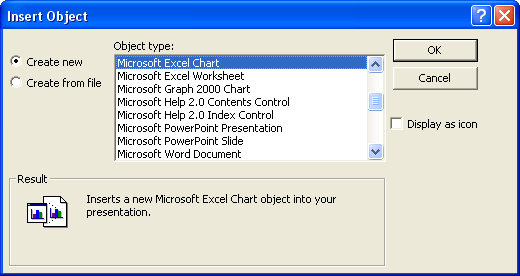 Insert Object
Object type:
Create new
Create from file
Microsoft Excel Chart
Microsoft Excel Worksheet
Microsoft Graph 2000 Chart
Microsoft Help 2.0 Contents Control
Microsoft Help 2.0 Index Control
Microsoft PowerPoint Presentation
Microsoft PowerPoint Slide
Microsoft Word Document
OK
Cancel
Display as icon
Result
Inserts a new Microsoft Excel Chart object into your
presentation.